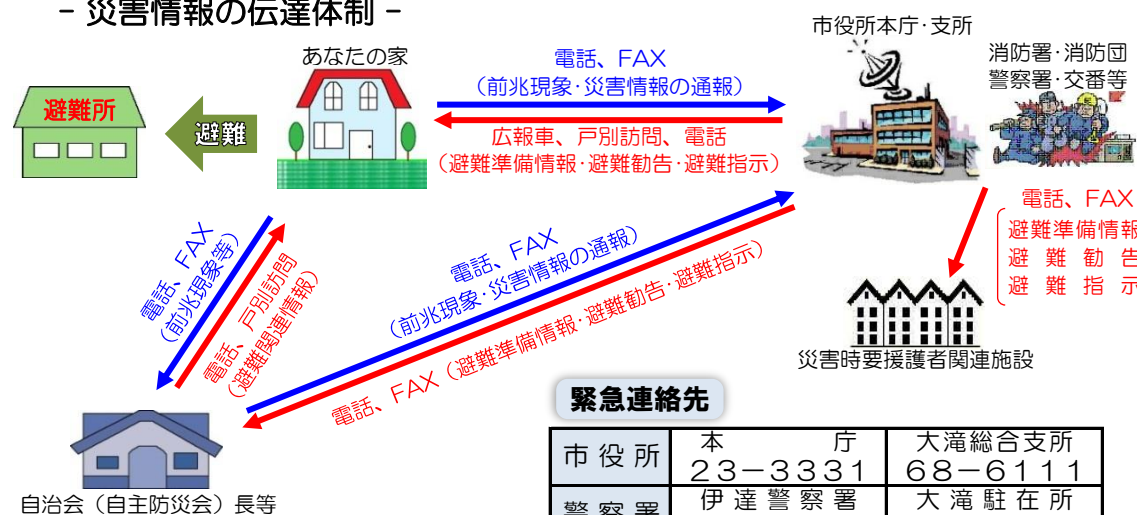 - 災害情報の伝達体制 -
市役所本庁・支所
あなたの家
消防署・消防団
警察署・交番等
電話、FAX
(前兆現象・災害情報の通報)
避難所
避難
広報車、戸別訪問、電話
(避難準備情報・避難勧告・避難指示)
電話、FAX
避難準備情報
避難勧告
避難指示
電話、FAX
(前兆現象等)
電話、戸別訪問
(避難関連情報)
電話、FAX
(前兆現象・災害情報の通報)
電話、FAX(避難準備情報・避難勧告・避難指示)
災害時要援護者関連施設
自治会(自主防災会)長等
緊急連絡先
市役所 本庁 大滝総合支所
23-3331 68-6111
警察署 伊達警察署 大滝駐在所